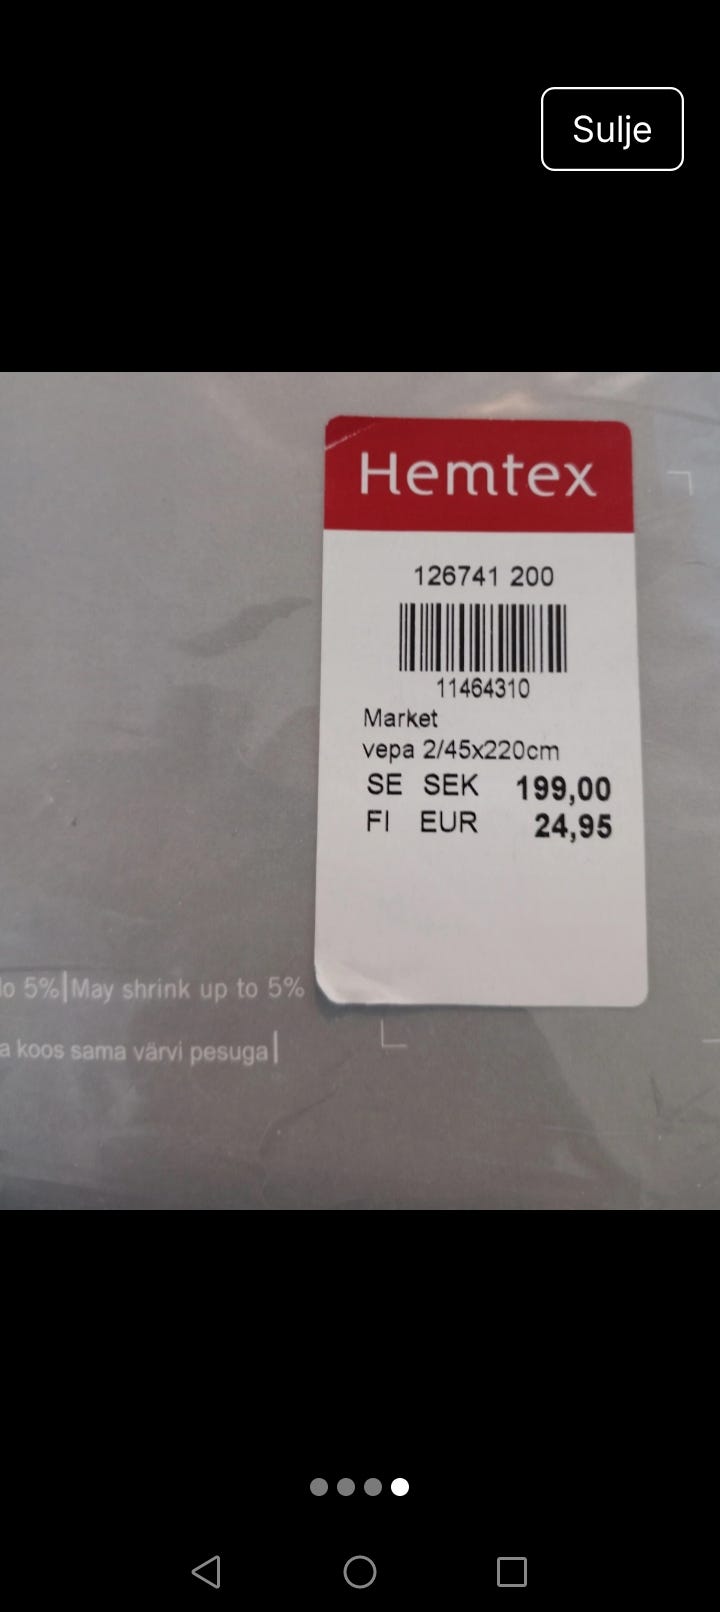 Sulje
Hemtex
126741 200
11464310
Market
vepa 2/45x220cm
SE SEK 199,00
FI EUR 24,95
5%|May shrink up to 5%
koos sama värvi pesuga|